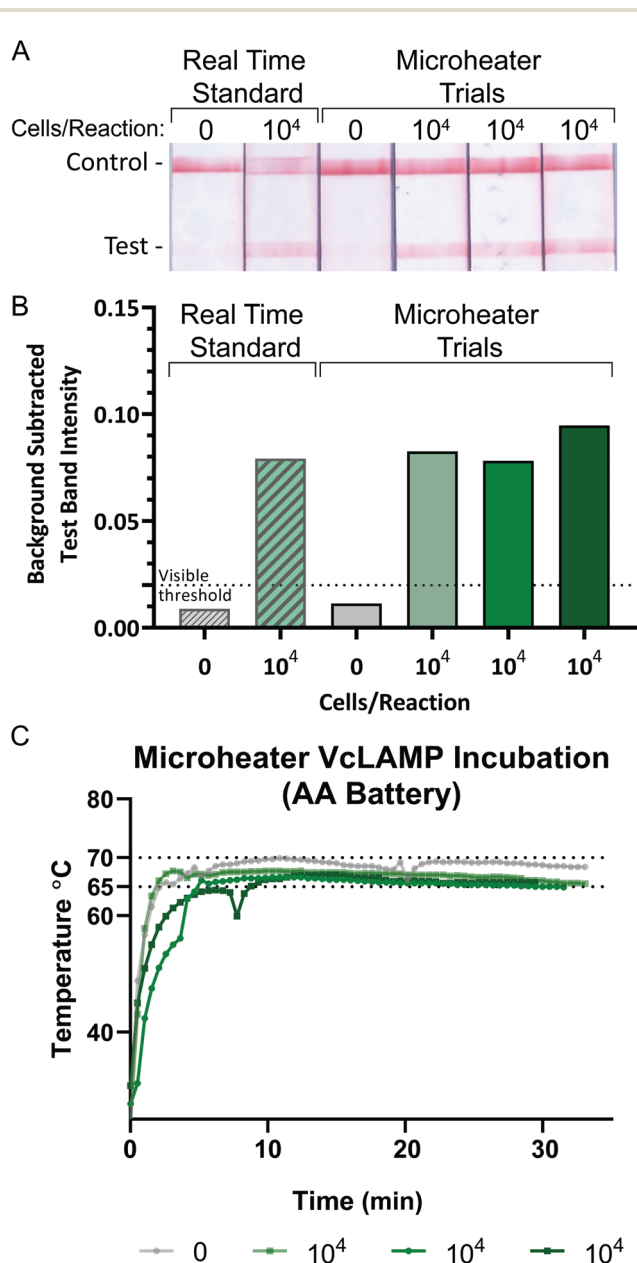 A
Real Time Standard
Microheater Trials
Cells/Reaction: 0 10⁴ 0 10⁴ 10⁴ 10⁴
Control -
Test -
B
Real Time Standard
Microheater Trials
Background Subtracted
Test Band Intensity
0.15
0.10
0.05
0.00
Visible
threshold
0 10⁴ 0 10⁴ 10⁴ 10⁴
Cells/Reaction
C
Microheater VcLAMP Incubation
(AA Battery)
Temperature °C
80
70
65
60
40
0 10 20 30
Time (min)
0 10⁴ 10⁴ 10⁴